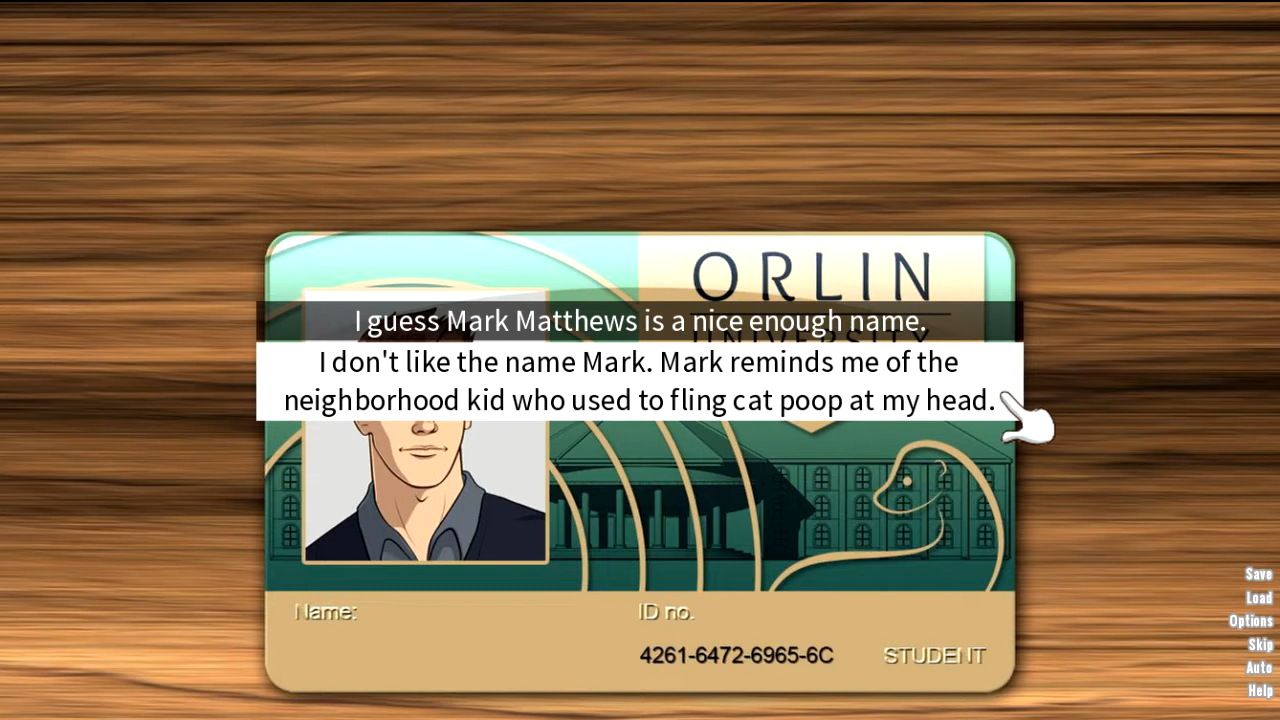 ORLIN
UNIVERSITY
I guess Mark Matthews is a nice enough name.
I don't like the name Mark. Mark reminds me of the
neighborhood kid who used to fling cat poop at my head.
Name:
ID no.
4261-6472-6965-6C
STUDENT
Save
Load
Options
Skip
Auto
Help